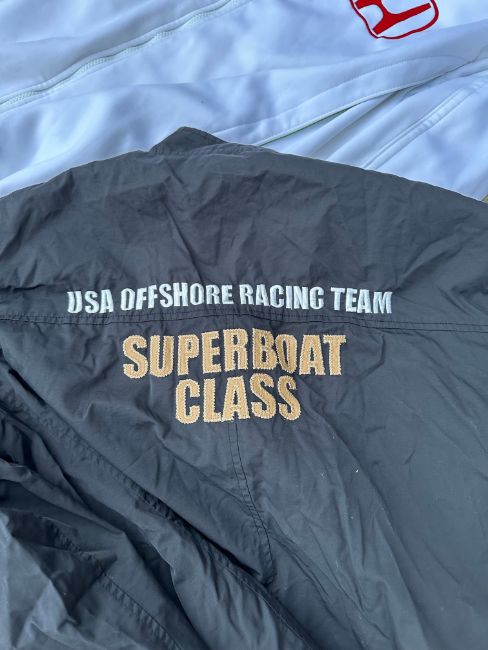 USA OFFSHORE RACING TEAM
SUPERBOAT
CLASS